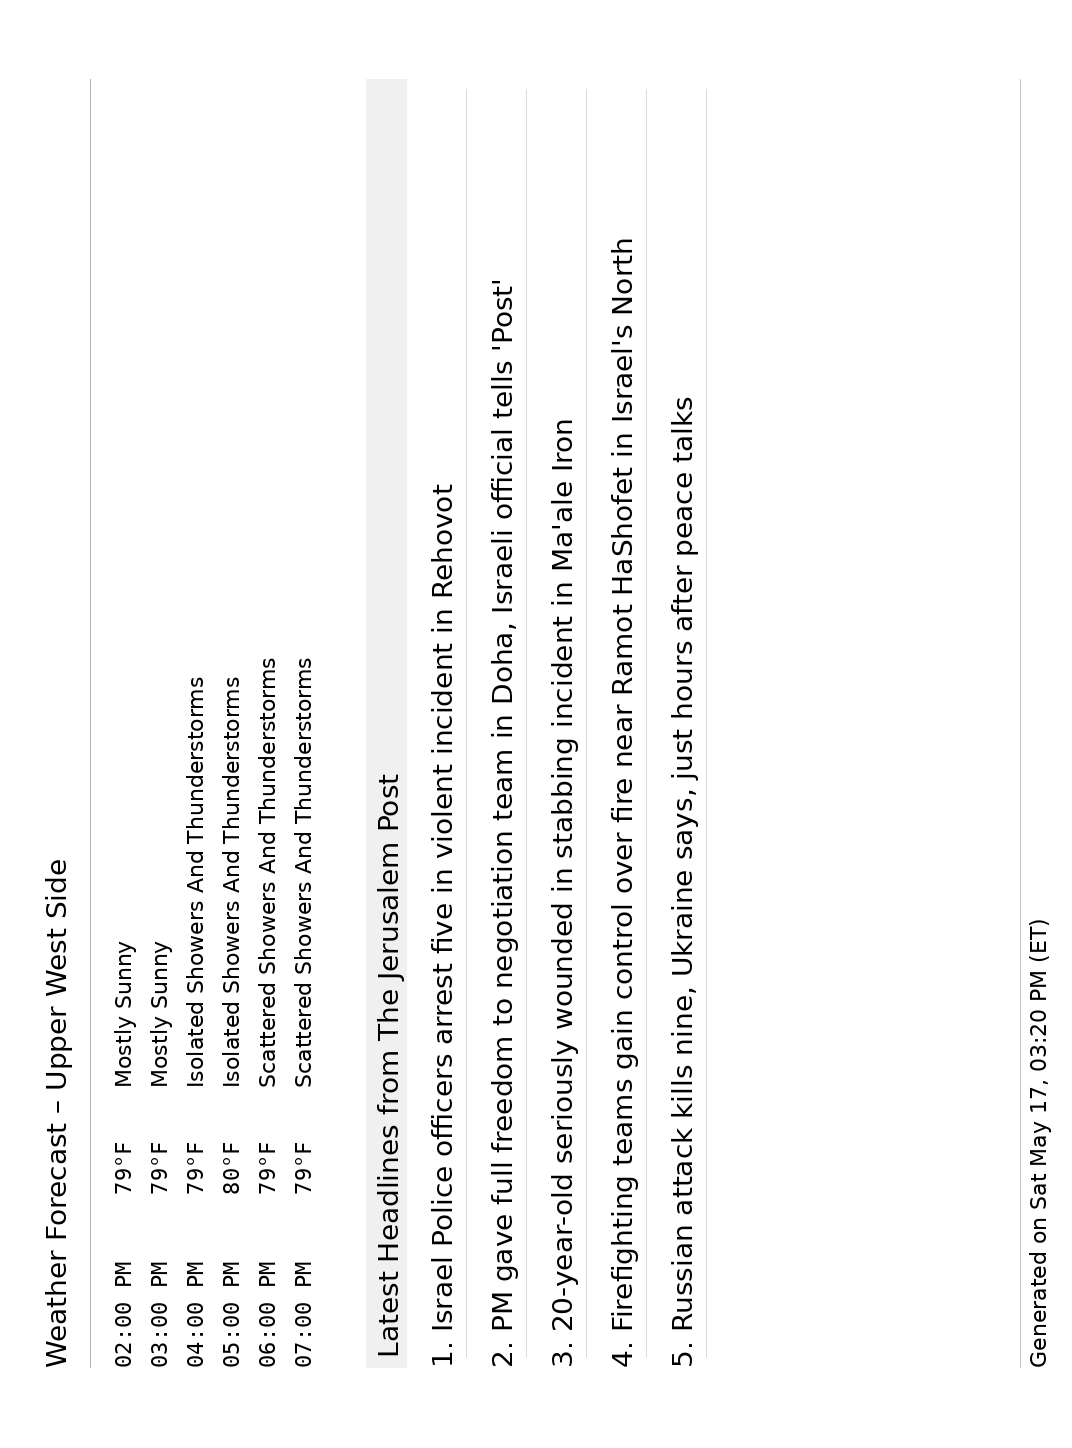 Weather Forecast – Upper West Side
02:00 PM 79°F Mostly Sunny
03:00 PM 79°F Mostly Sunny
04:00 PM 79°F Isolated Showers And Thunderstorms
05:00 PM 80°F Isolated Showers And Thunderstorms
06:00 PM 79°F Scattered Showers And Thunderstorms
07:00 PM 79°F Scattered Showers And Thunderstorms
Latest Headlines from The Jerusalem Post
1. Israel Police officers arrest five in violent incident in Rehovot
2. PM gave full freedom to negotiation team in Doha, Israeli official tells 'Post'
3. 20-year-old seriously wounded in stabbing incident in Ma'ale Iron
4. Firefighting teams gain control over fire near Ramot HaShofet in Israel's North
5. Russian attack kills nine, Ukraine says, just hours after peace talks
Generated on Sat May 17, 03:20 PM (ET)